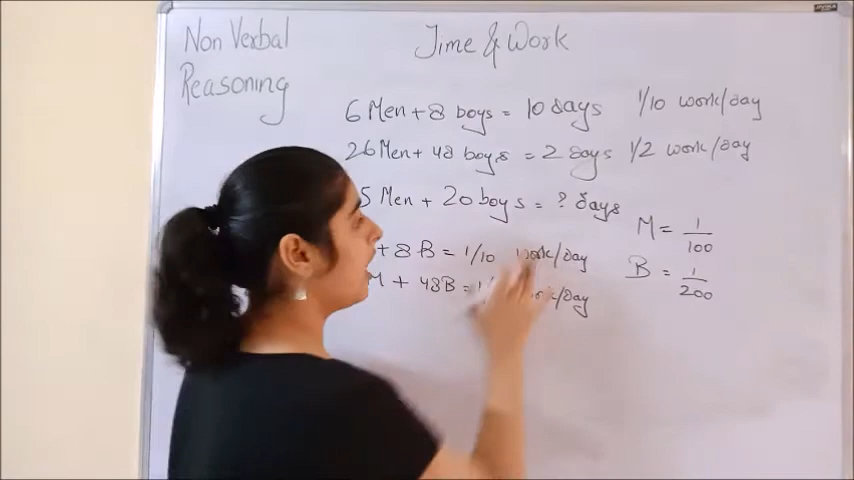 Non Verbal
Reasoning
Time & Work
6 Men + 8 boys = 10 days 1/10 work/day
26 Men + 48 boys = 2 days 1/2 work/day
5 Men + 20 boys = ? days
+ 8B = 1/10 work/day
M + 48B = 1/ work/day
M = 1/100
B = 1/200